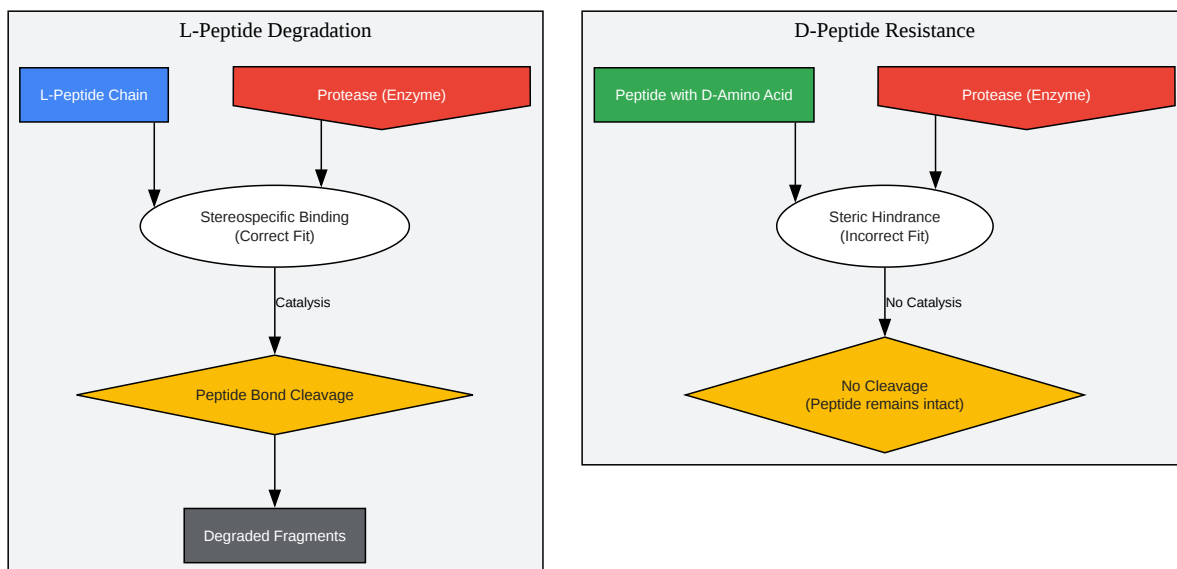 L-Peptide Degradation
L-Peptide Chain
Protease (Enzyme)
Stereospecific Binding
(Correct Fit)
Catalysis
Peptide Bond Cleavage
Degraded Fragments
D-Peptide Resistance
Peptide with D-Amino Acid
Protease (Enzyme)
Steric Hindrance
(Incorrect Fit)
No Catalysis
No Cleavage
(Peptide remains intact)